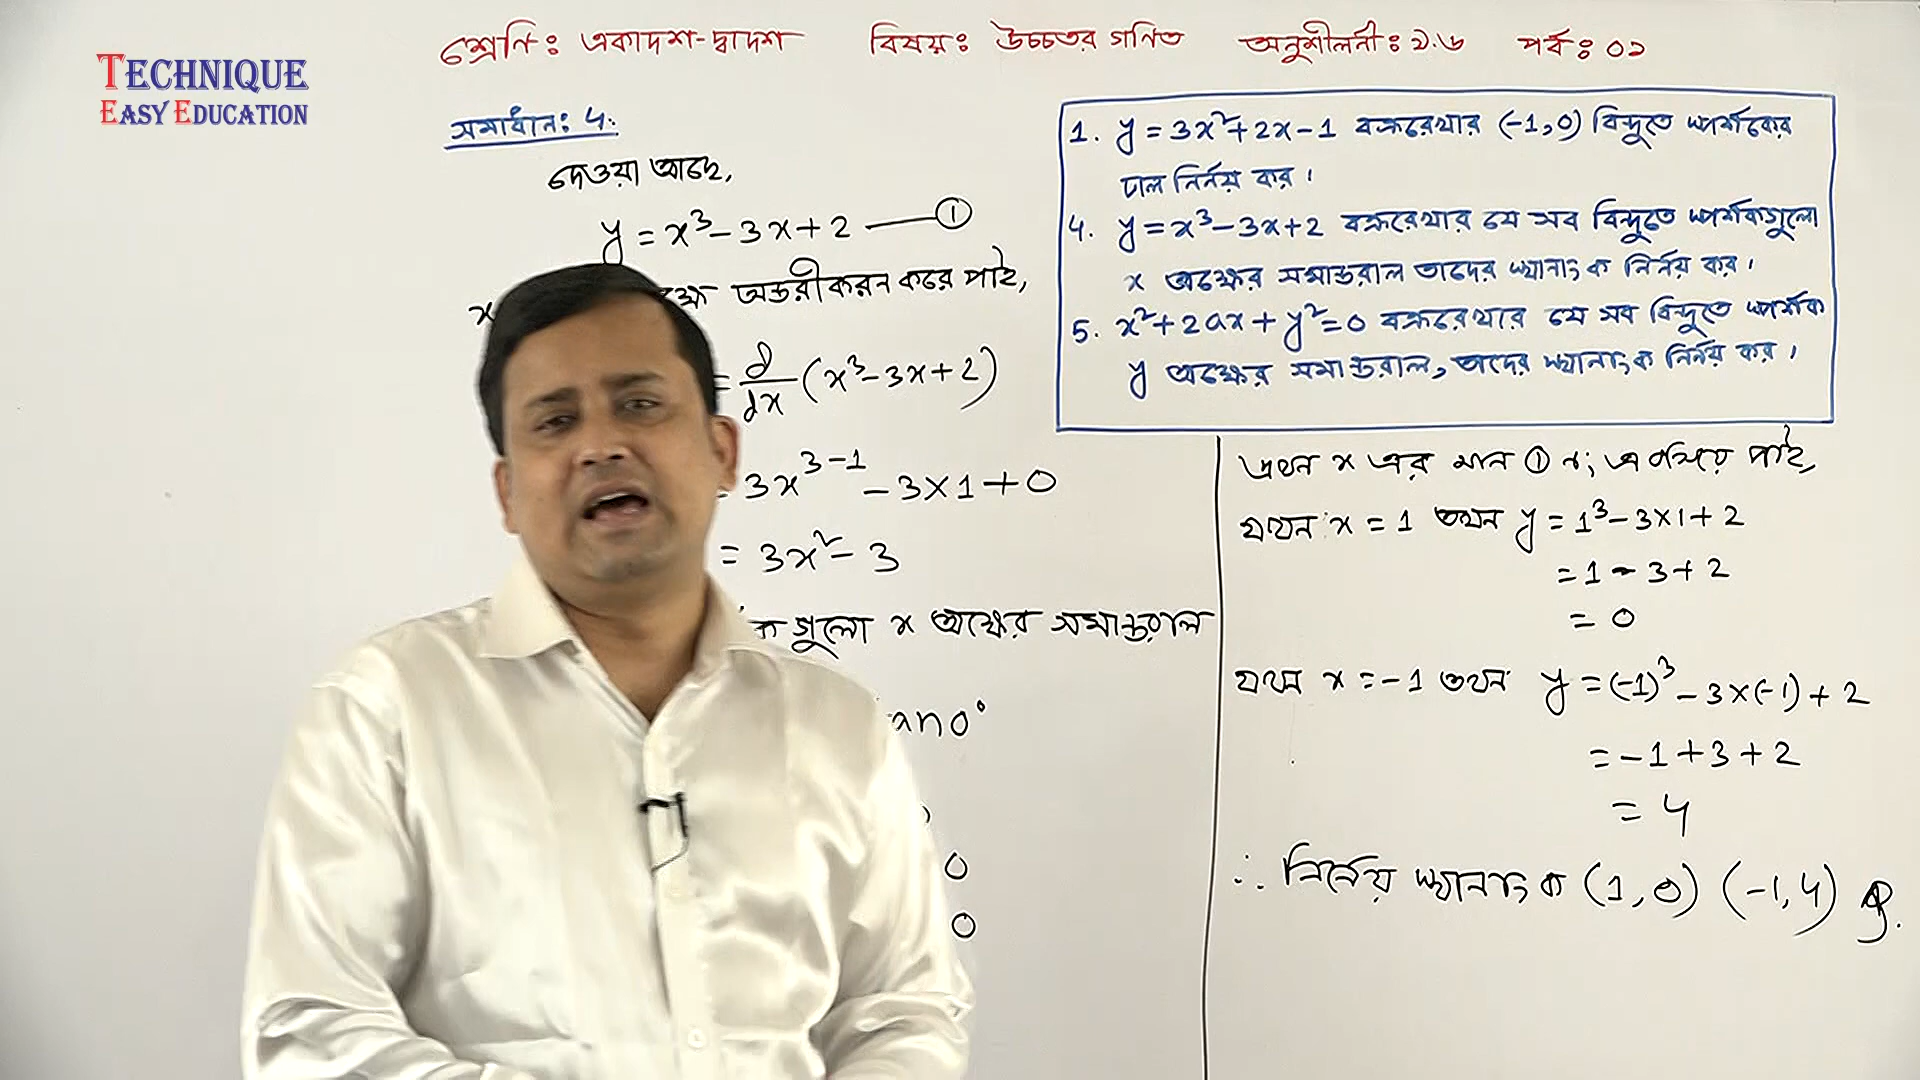 TECHNIQUE
EASY EDUCATION
শ্রেণি: একাদশ-দ্বাদশ বিষয়: উচ্চতর গণিত অনুশীলনী: ৯.৬ পর্ব: ০১
সমাধান: 4.
দেওয়া আছে,
y = x³ - 3x + 2 —— ①
x ক্ষে অন্তরীকরন করে পাই,
= d/dx (x³ - 3x + 2)
= 3x³⁻¹ - 3×1 + 0
= 3x² - 3
ক গুলো x অক্ষের সমান্তরাল
tan0°
0
0
1. y = 3x² + 2x - 1 বক্ররেখার (-1, 0) বিন্দুতে স্পর্শকের
ঢাল নির্নয় কর।
4. y = x³ - 3x + 2 বক্ররেখার যে সব বিন্দুতে স্পর্শকগুলো
x অক্ষের সমান্তরাল তাদের স্থানাংক নির্নয় কর।
5. x² + 2ax + y² = 0 বক্ররেখার যে সব বিন্দুতে স্পর্শক
y অক্ষের সমান্তরাল, তাদের স্থানাংক নির্নয় কর।
এখন x এর মান ① নং এ বসিয়ে পাই,
যখন x = 1 তখন y = 1³ - 3×1 + 2
= 1 - 3 + 2
= 0
যখন x = -1 তখন y = (-1)³ - 3×(-1) + 2
= -1 + 3 + 2
= 4
∴ নির্নেয় স্থানাংক (1, 0) (-1, 4)